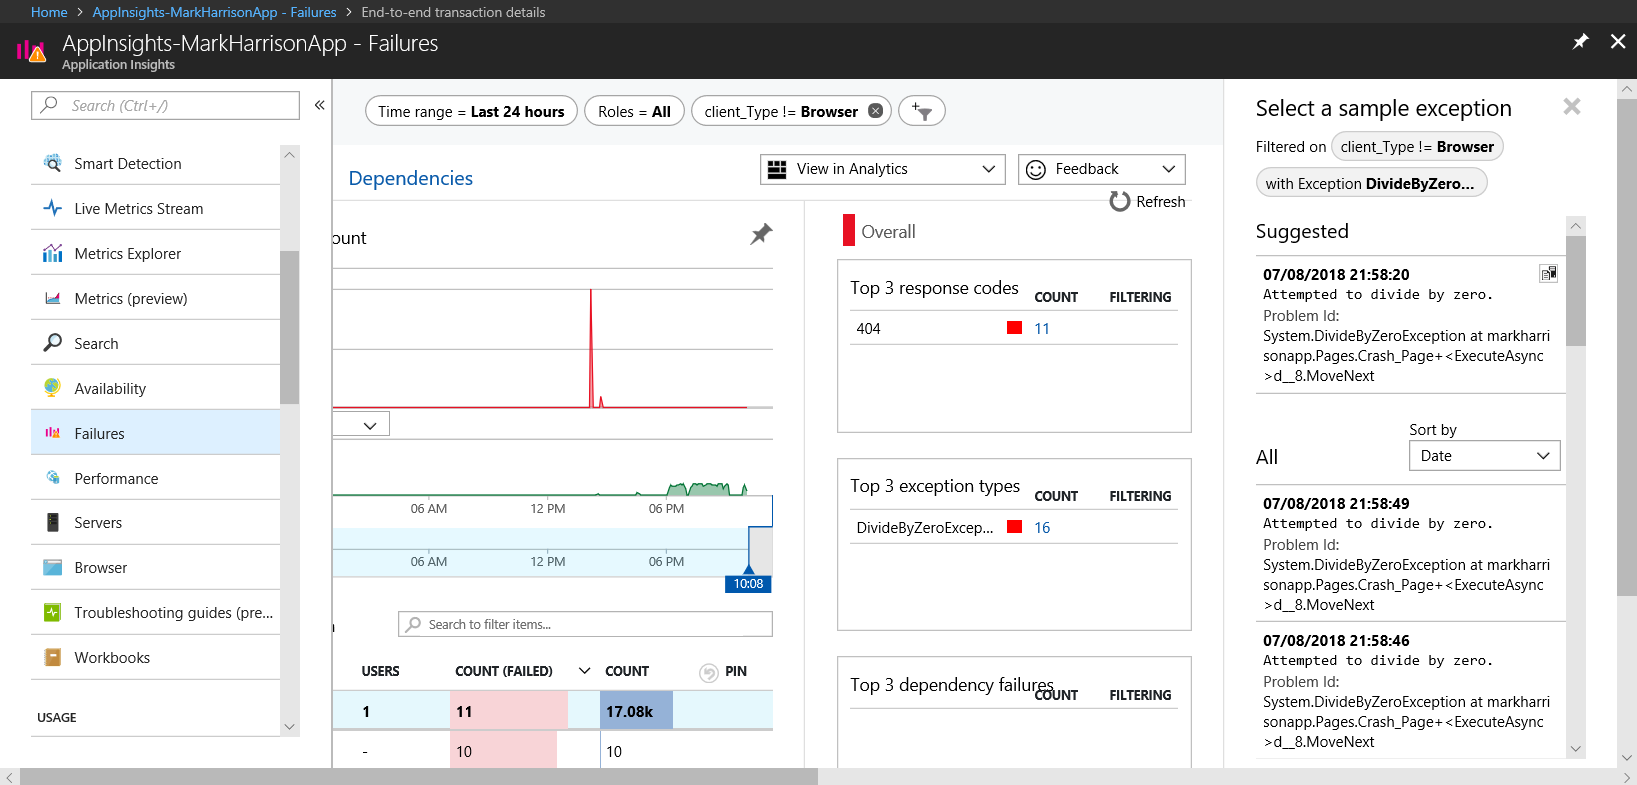 Home > AppInsights-MarkHarrisonApp - Failures > End-to-end transaction details
AppInsights-MarkHarrisonApp - Failures
Application Insights
Search (Ctrl+/)
«
Smart Detection
Live Metrics Stream
Metrics Explorer
Metrics (preview)
Search
Availability
Failures
Performance
Servers
Browser
Troubleshooting guides (pre...
Workbooks
USAGE
Time range = Last 24 hours
Roles = All
client_Type != Browser
Dependencies
View in Analytics
Feedback
Refresh
ount
06 AM 12 PM 06 PM
06 AM 12 PM 06 PM
10:08
Search to filter items...
USERS COUNT (FAILED) COUNT PIN
1 11 17.08k
- 10 10
Overall
Top 3 response codes COUNT FILTERING
404 11
Top 3 exception types COUNT FILTERING
DivideByZeroExcep... 16
Top 3 dependency failures COUNT FILTERING
Select a sample exception
Filtered on client_Type != Browser
with Exception DivideByZero...
Suggested
07/08/2018 21:58:20
Attempted to divide by zero.
Problem Id:
System.DivideByZeroException at markharri
sonapp.Pages.Crash_Page+<ExecuteAsync
>d__8.MoveNext
Sort by
All
Date
07/08/2018 21:58:49
Attempted to divide by zero.
Problem Id:
System.DivideByZeroException at markharri
sonapp.Pages.Crash_Page+<ExecuteAsync
>d__8.MoveNext
07/08/2018 21:58:46
Attempted to divide by zero.
Problem Id:
System.DivideByZeroException at markharri
sonapp.Pages.Crash_Page+<ExecuteAsync
>d__8.MoveNext